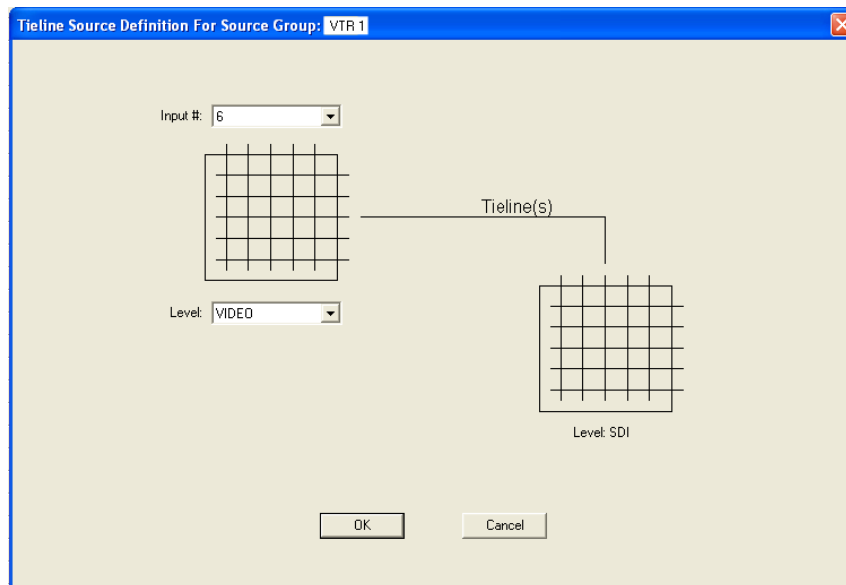 Tieline Source Definition For Source Group: VTR 1
Input #: 6
Tieline(s)
Level: VIDEO
Level: SDI
OK Cancel